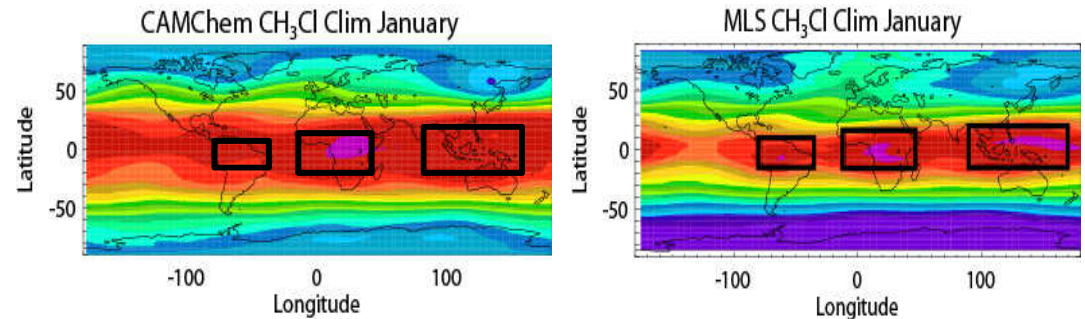 CAMChem CH₃Cl Clim January
Latitude
50
0
-50
-100 0 100
Longitude
MLS CH₃Cl Clim January
Latitude
50
0
-50
-100 0 100
Longitude